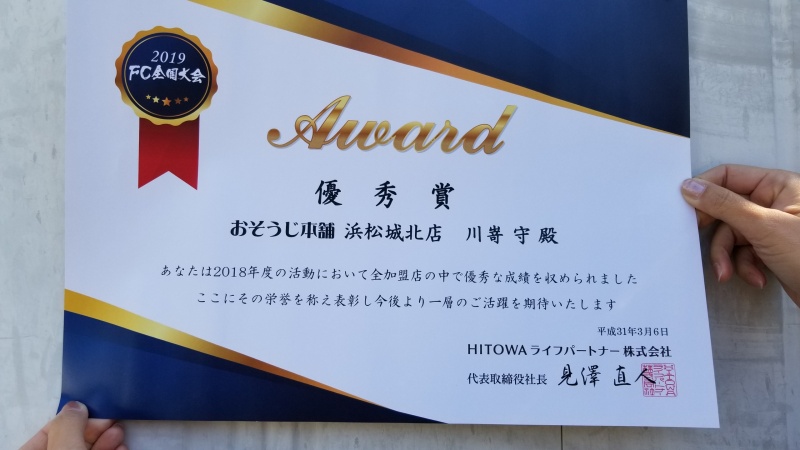 2019
FC全国大会
Award
優秀賞
おそうじ本舗 浜松城北店 川嵜 守 殿
あなたは2018年度の活動において全加盟店の中で優秀な成績を収められました
ここにその栄誉を称え表彰し今後より一層のご活躍を期待いたします
平成31年3月6日
HITOWAライフパートナー株式会社
代表取締役社長 見澤 直人